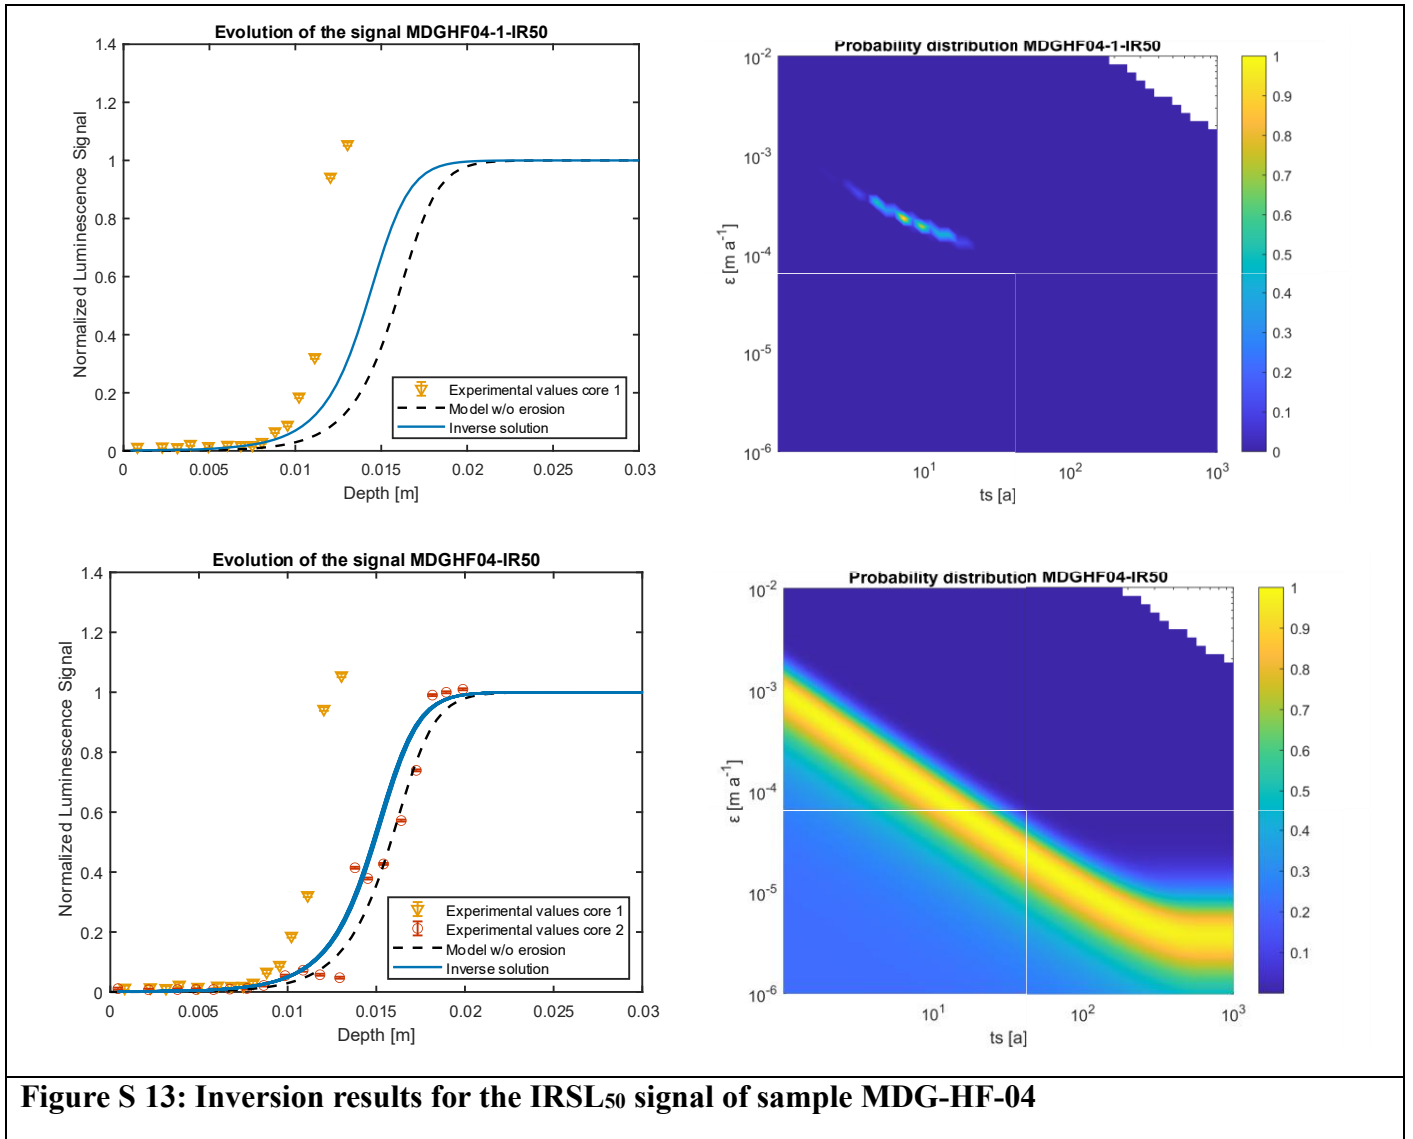 Evolution of the signal MDGHF04-1-IR50
1.4
1.2
1
0.8
0.6
0.4
0.2
0
Normalized Luminescence Signal
Experimental values core 1
Model w/o erosion
Inverse solution
0 0.005 0.01 0.015 0.02 0.025 0.03
Depth [m]
Probability distribution MDGHF04-1-IR50
10-2
10-3
10-4
10-5
10-6
ε [m a-1]
101 102 103
ts [a]
1
0.9
0.8
0.7
0.6
0.5
0.4
0.3
0.2
0.1
0
Evolution of the signal MDGHF04-IR50
1.4
1.2
1
0.8
0.6
0.4
0.2
0
Normalized Luminescence Signal
Experimental values core 1
Experimental values core 2
Model w/o erosion
Inverse solution
0 0.005 0.01 0.015 0.02 0.025 0.03
Depth [m]
Probability distribution MDGHF04-IR50
10-2
10-3
10-4
10-5
10-6
ε [m a-1]
101 102 103
ts [a]
1
0.9
0.8
0.7
0.6
0.5
0.4
0.3
0.2
0.1
Figure S 13: Inversion results for the IRSL50 signal of sample MDG-HF-04